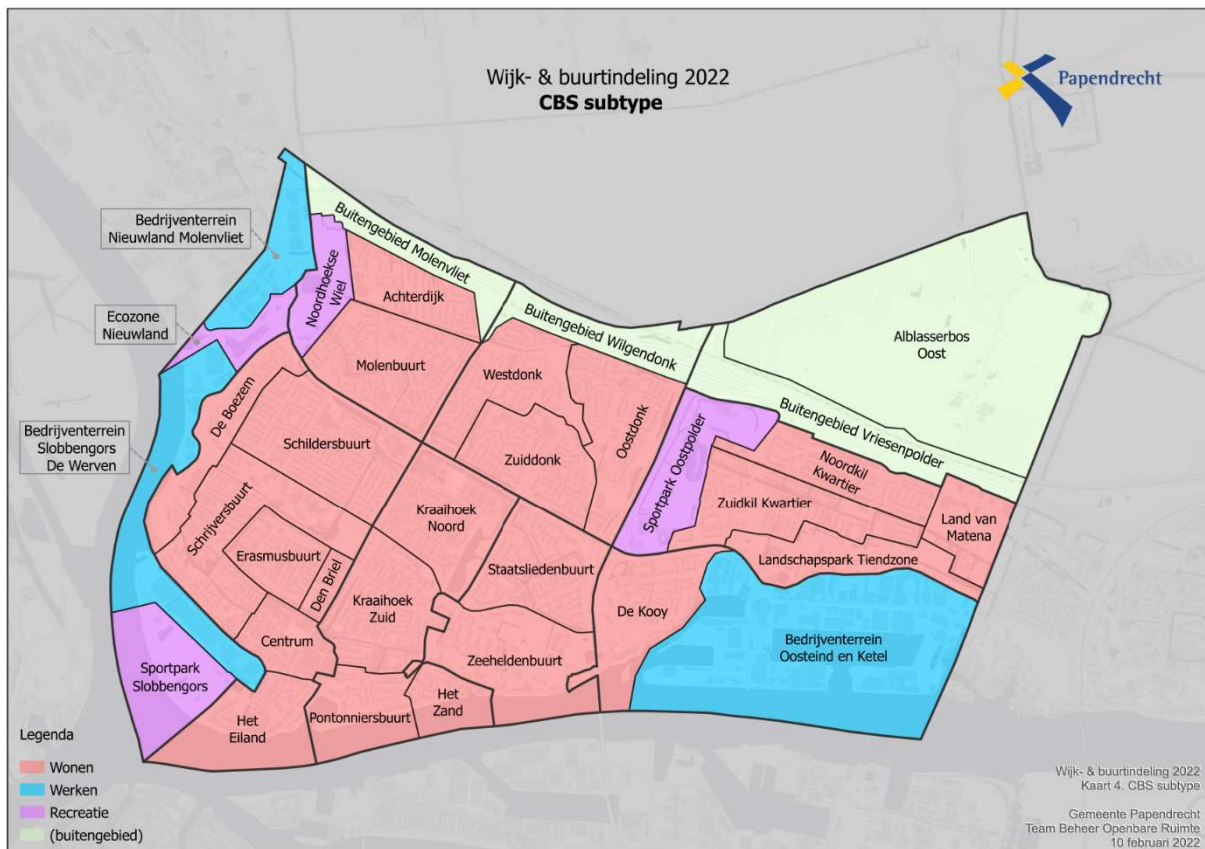 Wijk- & buurtindeling 2022
CBS subtype
Papendrecht
Bedrijventerrein
Nieuwland Molenvliet
Ecozone
Nieuwland
Bedrijventerrein
Slobbengors
De Werven
Buitengebied Molenvliet
Noordhoekse
Wiel
Achterdijk
Molenbuurt
Buitengebied Wilgendonk
Westdonk
Oostdonk
Zuiddonk
Alblasserbos
Oost
Buitengebied Vriesenpolder
Sportpark Oostpolder
Noordkil
Kwartier
Zuidkil Kwartier
Land van
Matena
Landschapspark Tiendzone
De Boezem
Schildersbuurt
Schrijversbuurt
Erasmusbuurt
Den Briel
Kraaihoek
Noord
Kraaihoek
Zuid
Staatsliedenbuurt
De Kooy
Bedrijventerrein
Oosteind en Ketel
Centrum
Zeeheldenbuurt
Sportpark
Slobbengors
Het
Eiland
Pontonniersbuurt
Het
Zand
Legenda
Wonen
Werken
Recreatie
(buitengebied)
Wijk- & buurtindeling 2022
Kaart 4. CBS subtype
Gemeente Papendrecht
Team Beheer Openbare Ruimte
10 februari 2022